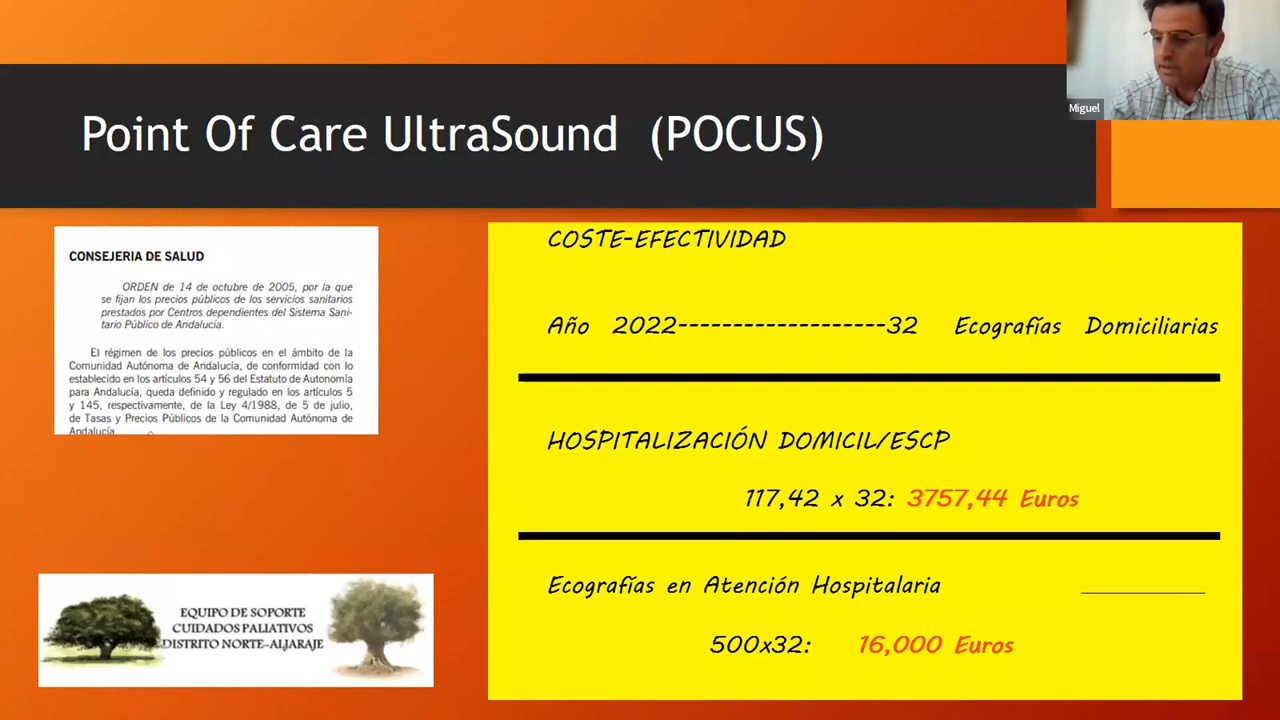 Miguel
Point Of Care UltraSound (POCUS)
CONSEJERIA DE SALUD
ORDEN de 14 de octubre de 2005, por la que
se fijan los precios públicos de los servicios sanitarios
prestados por Centros dependientes del Sistema Sani-
tario Público de Andalucía.
El régimen de los precios públicos en el ámbito de la
Comunidad Autónoma de Andalucía, de conformidad con lo
establecido en los artículos 54 y 56 del Estatuto de Autonomía
para Andalucía, queda definido y regulado en los artículos 5
y 145, respectivamente, de la Ley 4/1988, de 5 de julio,
de Tasas y Precios Públicos de la Comunidad Autónoma de
Andalucía.
EQUIPO DE SOPORTE
CUIDADOS PALIATIVOS
DISTRITO NORTE-ALJARAJE
COSTE-EFECTIVIDAD
Año 2022-------------------32 Ecografías Domiciliarias
HOSPITALIZACIÓN DOMICIL/ESCP
117,42 x 32: 3757,44 Euros
Ecografías en Atención Hospitalaria
500x32: 16,000 Euros